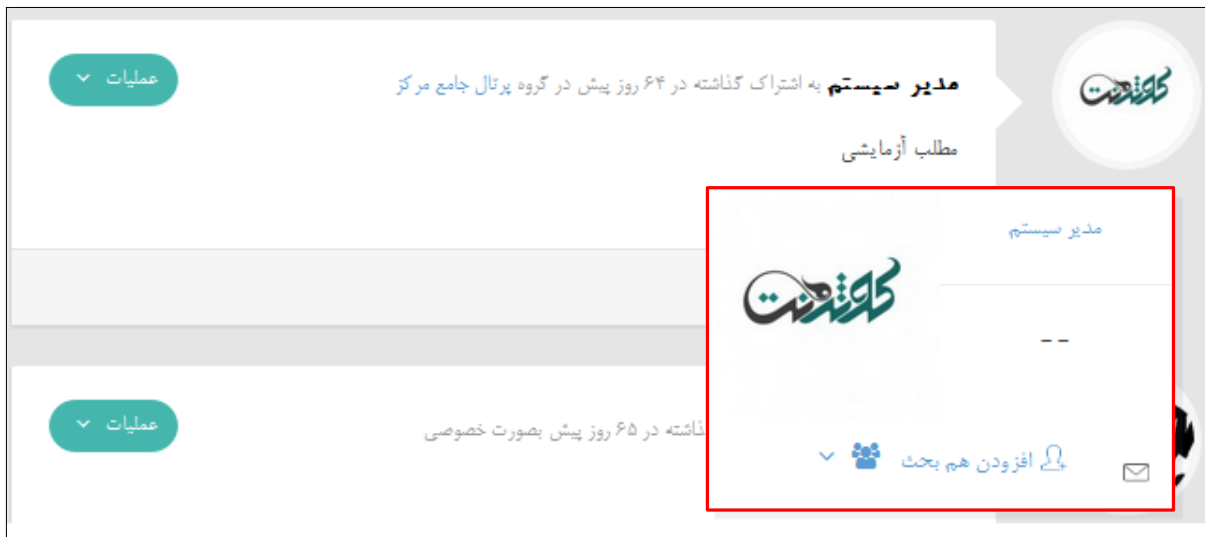 مدیر سیستم به اشتراک گذاشته در ۶۴ روز پیش در گروه پرتال جامع مرکز
عملیات
مطلب آزمایشی
مدیر سیستم
--
افزودن هم بحث
در ۶۵ روز پیش بصورت خصوصی
عملیات